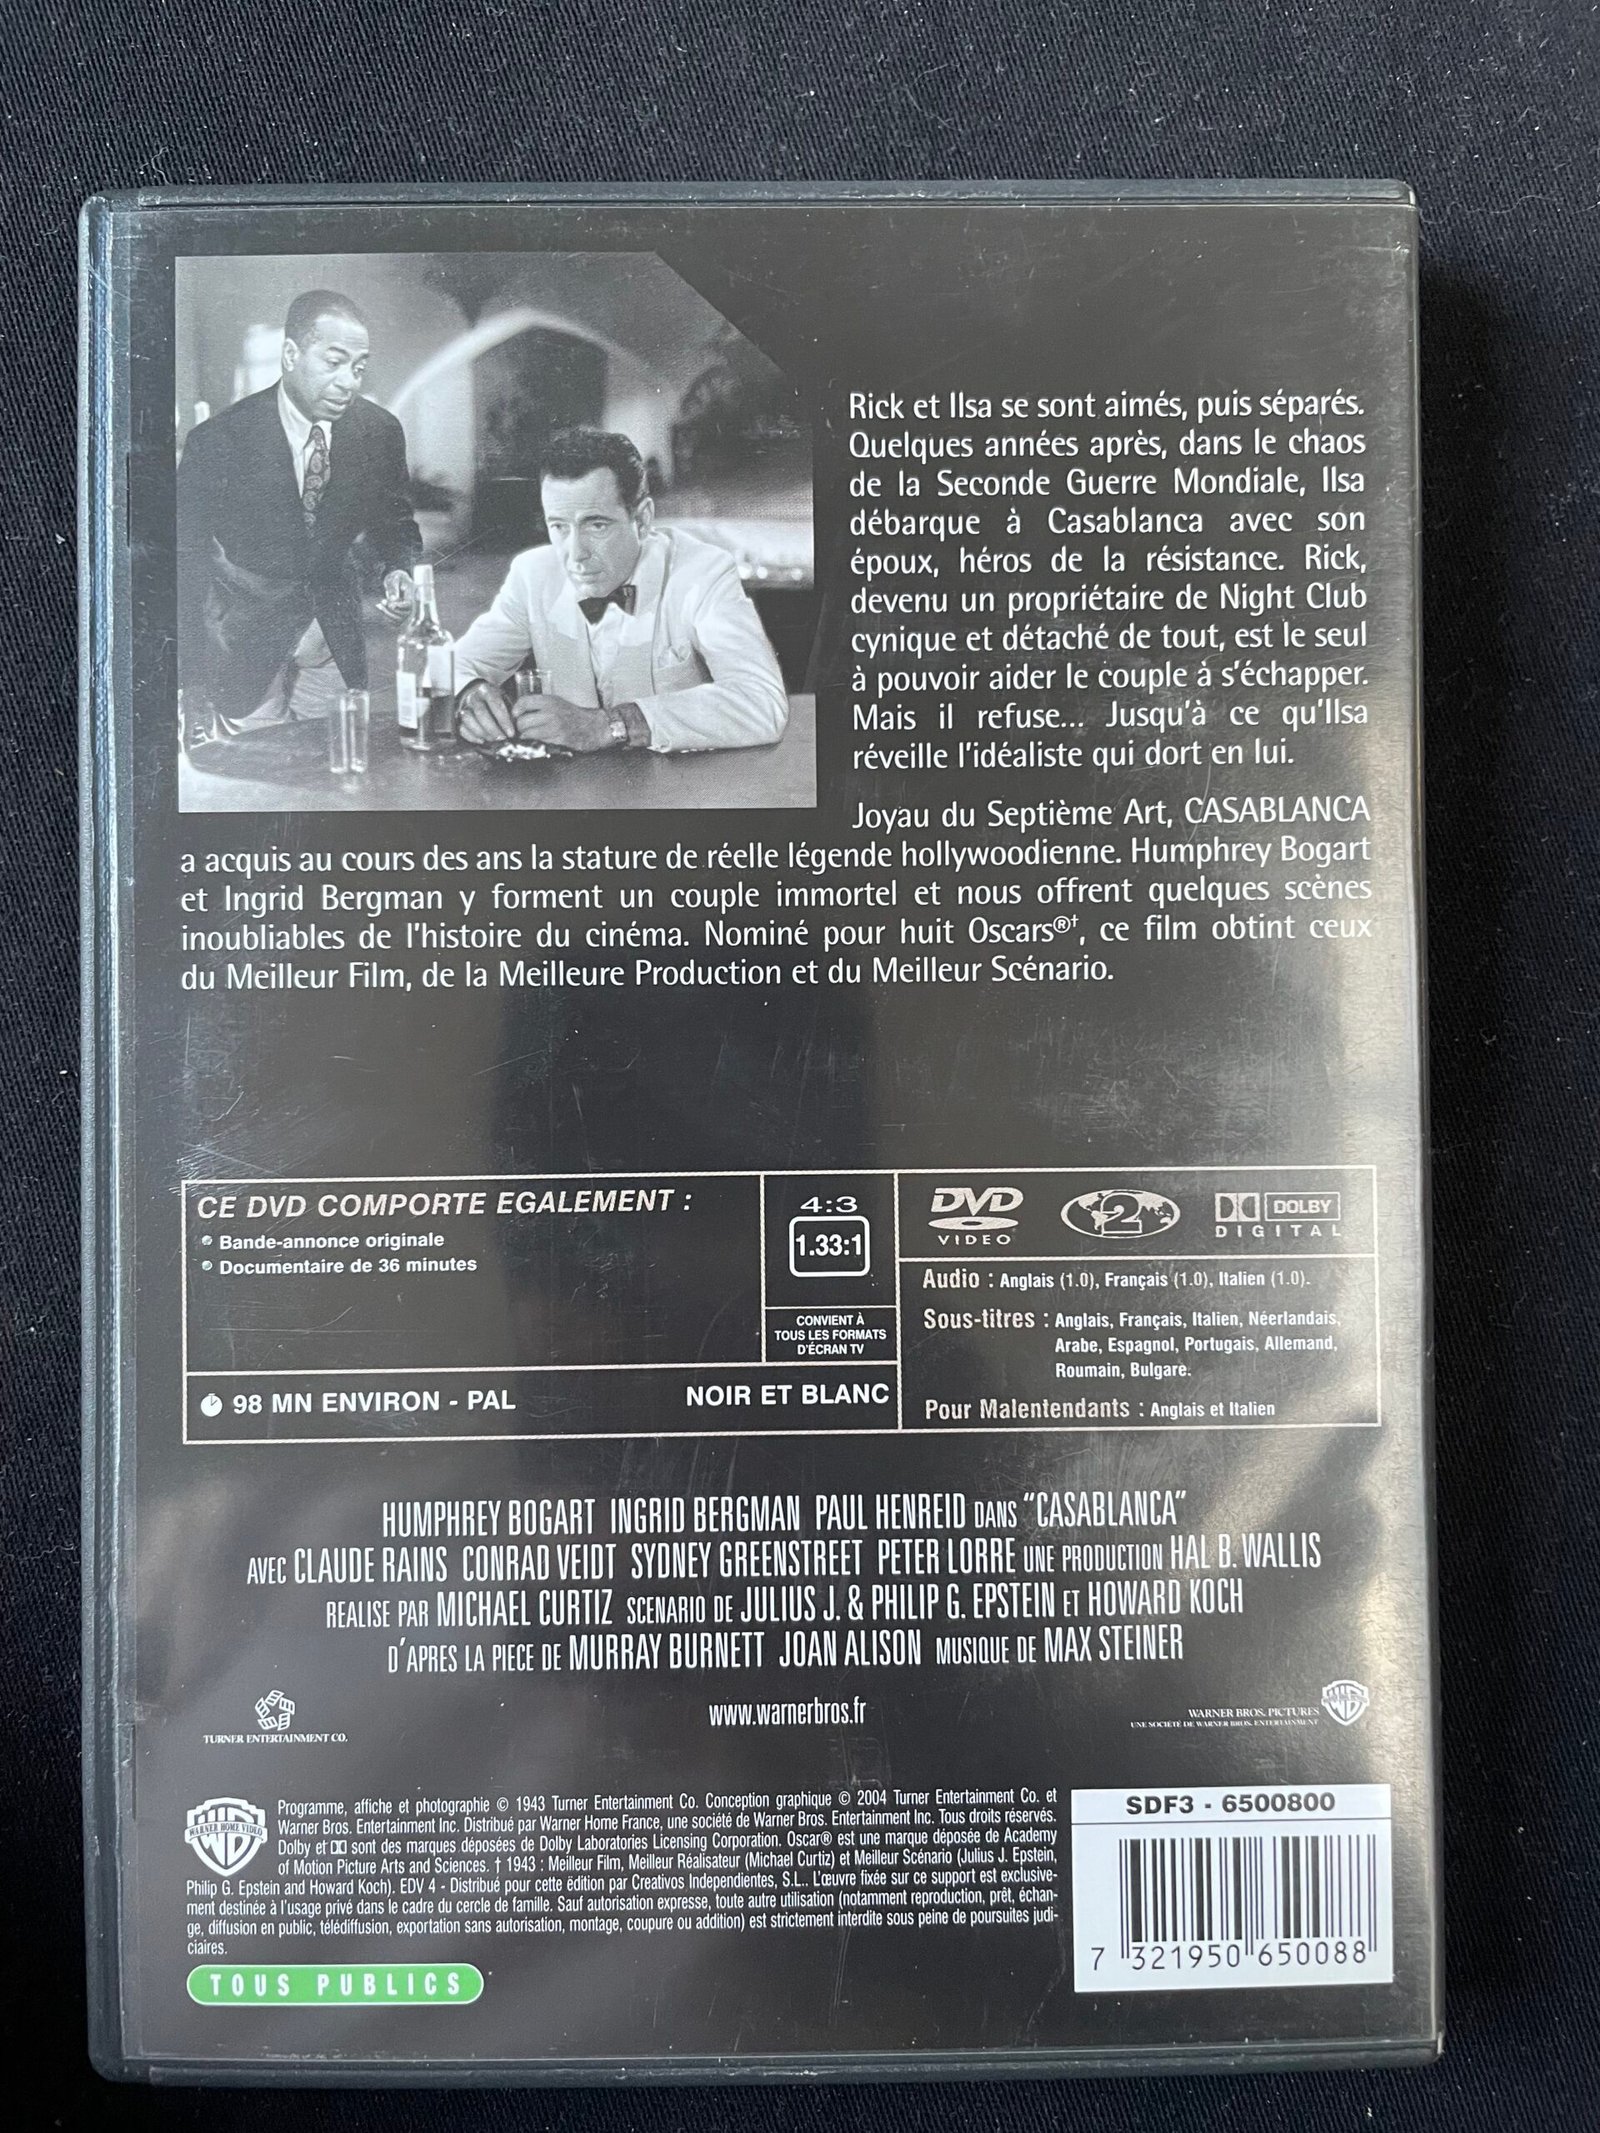 Rick et Ilsa se sont aimés, puis séparés.
Quelques années après, dans le chaos
de la Seconde Guerre Mondiale, Ilsa
débarque à Casablanca avec son
époux, héros de la résistance. Rick,
devenu un propriétaire de Night Club
cynique et détaché de tout, est le seul
à pouvoir aider le couple à s'échapper.
Mais il refuse... Jusqu'à ce qu'Ilsa
réveille l'idéaliste qui dort en lui.
Joyau du Septième Art, CASABLANCA
a acquis au cours des ans la stature de réelle légende hollywoodienne. Humphrey Bogart
et Ingrid Bergman y forment un couple immortel et nous offrent quelques scènes
inoubliables de l'histoire du cinéma. Nominé pour huit Oscars®†, ce film obtint ceux
du Meilleur Film, de la Meilleure Production et du Meilleur Scénario.
CE DVD COMPORTE EGALEMENT :
Bande-annonce originale
Documentaire de 36 minutes
98 MN ENVIRON - PAL
NOIR ET BLANC
4:3
1.33:1
CONVIENT À
TOUS LES FORMATS
D'ÉCRAN TV
DVD
VIDEO
2
DOLBY
DIGITAL
Audio : Anglais (1.0), Français (1.0), Italien (1.0).
Sous-titres : Anglais, Français, Italien, Néerlandais,
Arabe, Espagnol, Portugais, Allemand,
Roumain, Bulgare.
Pour Malentendants : Anglais et Italien
HUMPHREY BOGART INGRID BERGMAN PAUL HENREID DANS "CASABLANCA"
AVEC CLAUDE RAINS CONRAD VEIDT SYDNEY GREENSTREET PETER LORRE UNE PRODUCTION HAL B. WALLIS
REALISE PAR MICHAEL CURTIZ SCENARIO DE JULIUS J. & PHILIP G. EPSTEIN ET HOWARD KOCH
D'APRES LA PIECE DE MURRAY BURNETT JOAN ALISON MUSIQUE DE MAX STEINER
TURNER ENTERTAINMENT CO.
www.warnerbros.fr
WARNER BROS. PICTURES
UNE SOCIÉTÉ DE WARNER BROS. ENTERTAINMENT
WB
WARNER HOME VIDEO
Programme, affiche et photographie © 1943 Turner Entertainment Co. Conception graphique © 2004 Turner Entertainment Co. et
Warner Bros. Entertainment Inc. Distribué par Warner Home France, une société de Warner Bros. Entertainment Inc. Tous droits réservés.
Dolby et sont des marques déposées de Dolby Laboratories Licensing Corporation. Oscar® est une marque déposée de Academy
of Motion Picture Arts and Sciences. † 1943 : Meilleur Film, Meilleur Réalisateur (Michael Curtiz) et Meilleur Scénario (Julius J. Epstein,
Philip G. Epstein and Howard Koch). EDV 4 - Distribué pour cette édition par Creativos Independientes, S.L.. L'œuvre fixée sur ce support est exclusive-
ment destinée à l'usage privé dans le cadre du cercle de famille. Sauf autorisation expresse, toute autre utilisation (notamment reproduction, prêt, échan-
ge, diffusion en public, télédiffusion, exportation sans autorisation, montage, coupure ou addition) est strictement interdite sous peine de poursuites judi-
ciaires.
TOUS PUBLICS
SDF3 - 6500800
7 321950 650088